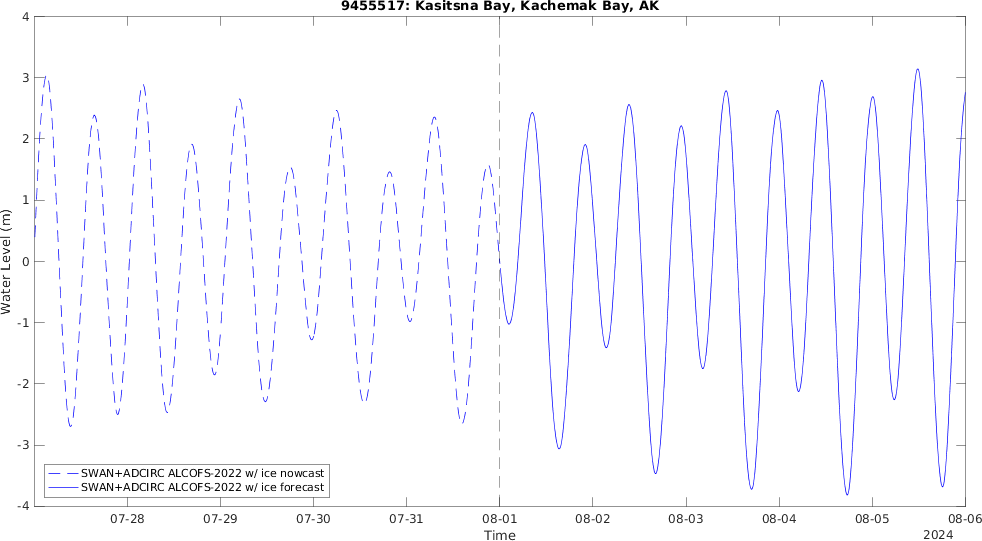 9455517: Kasitsna Bay, Kachemak Bay, AK
4
3
2
1
0
-1
-2
-3
-4
Water Level (m)
SWAN+ADCIRC ALCOFS-2022 w/ ice nowcast
SWAN+ADCIRC ALCOFS-2022 w/ ice forecast
07-28 07-29 07-30 07-31 08-01 08-02 08-03 08-04 08-05 08-06
Time
2024